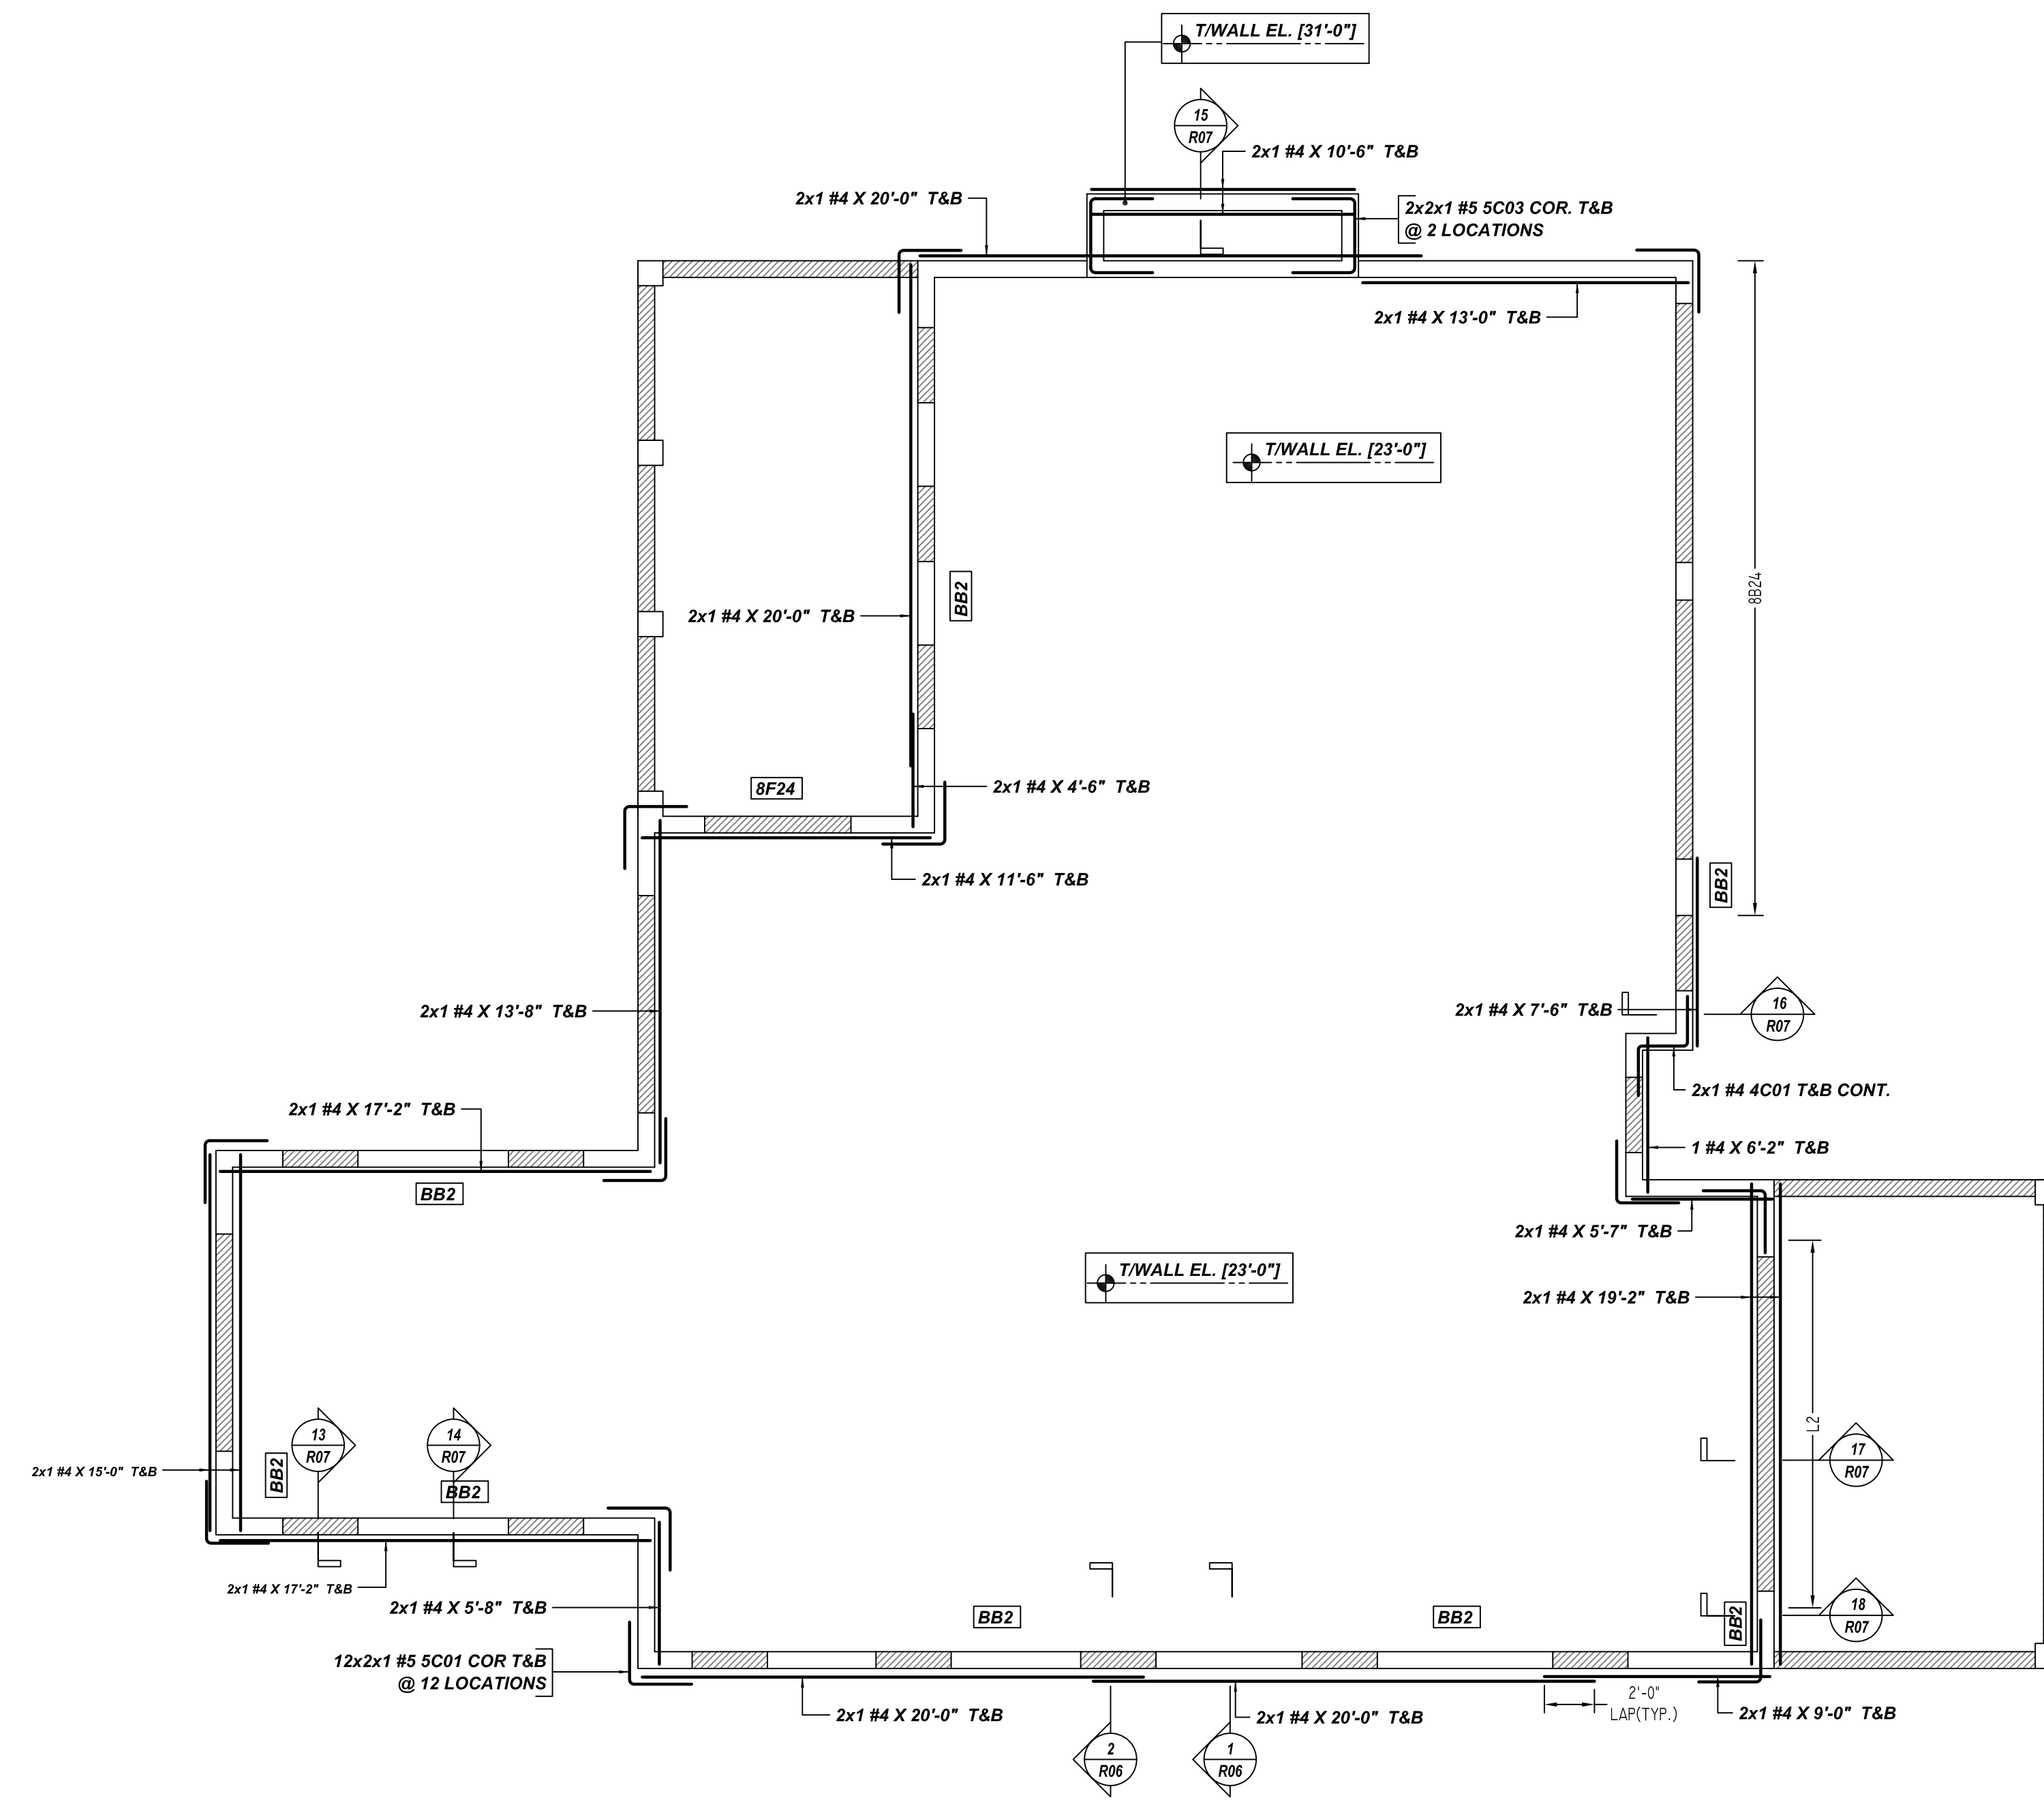 T/WALL EL. [31'-0"]
15
R07
2x1 #4 X 10'-6" T&B
2x1 #4 X 20'-0" T&B
2x2x1 #5 5C03 COR. T&B
@ 2 LOCATIONS
2x1 #4 X 13'-0" T&B
T/WALL EL. [23'-0"]
BB2
8B24
2x1 #4 X 20'-0" T&B
8F24
2x1 #4 X 4'-6" T&B
2x1 #4 X 11'-6" T&B
BB2
2x1 #4 X 13'-8" T&B
2x1 #4 X 7'-6" T&B
16
R07
2x1 #4 4C01 T&B CONT.
2x1 #4 X 17'-2" T&B
1 #4 X 6'-2" T&B
BB2
2x1 #4 X 5'-7" T&B
T/WALL EL. [23'-0"]
2x1 #4 X 19'-2" T&B
L2
13
R07
14
R07
17
R07
2x1 #4 X 15'-0" T&B
BB2
BB2
2x1 #4 X 17'-2" T&B
2x1 #4 X 5'-8" T&B
BB2
BB2
BB2
18
R07
12x2x1 #5 5C01 COR T&B
@ 12 LOCATIONS
2x1 #4 X 20'-0" T&B
2x1 #4 X 20'-0" T&B
2'-0"
LAP(TYP.)
2x1 #4 X 9'-0" T&B
2
R06
1
R06